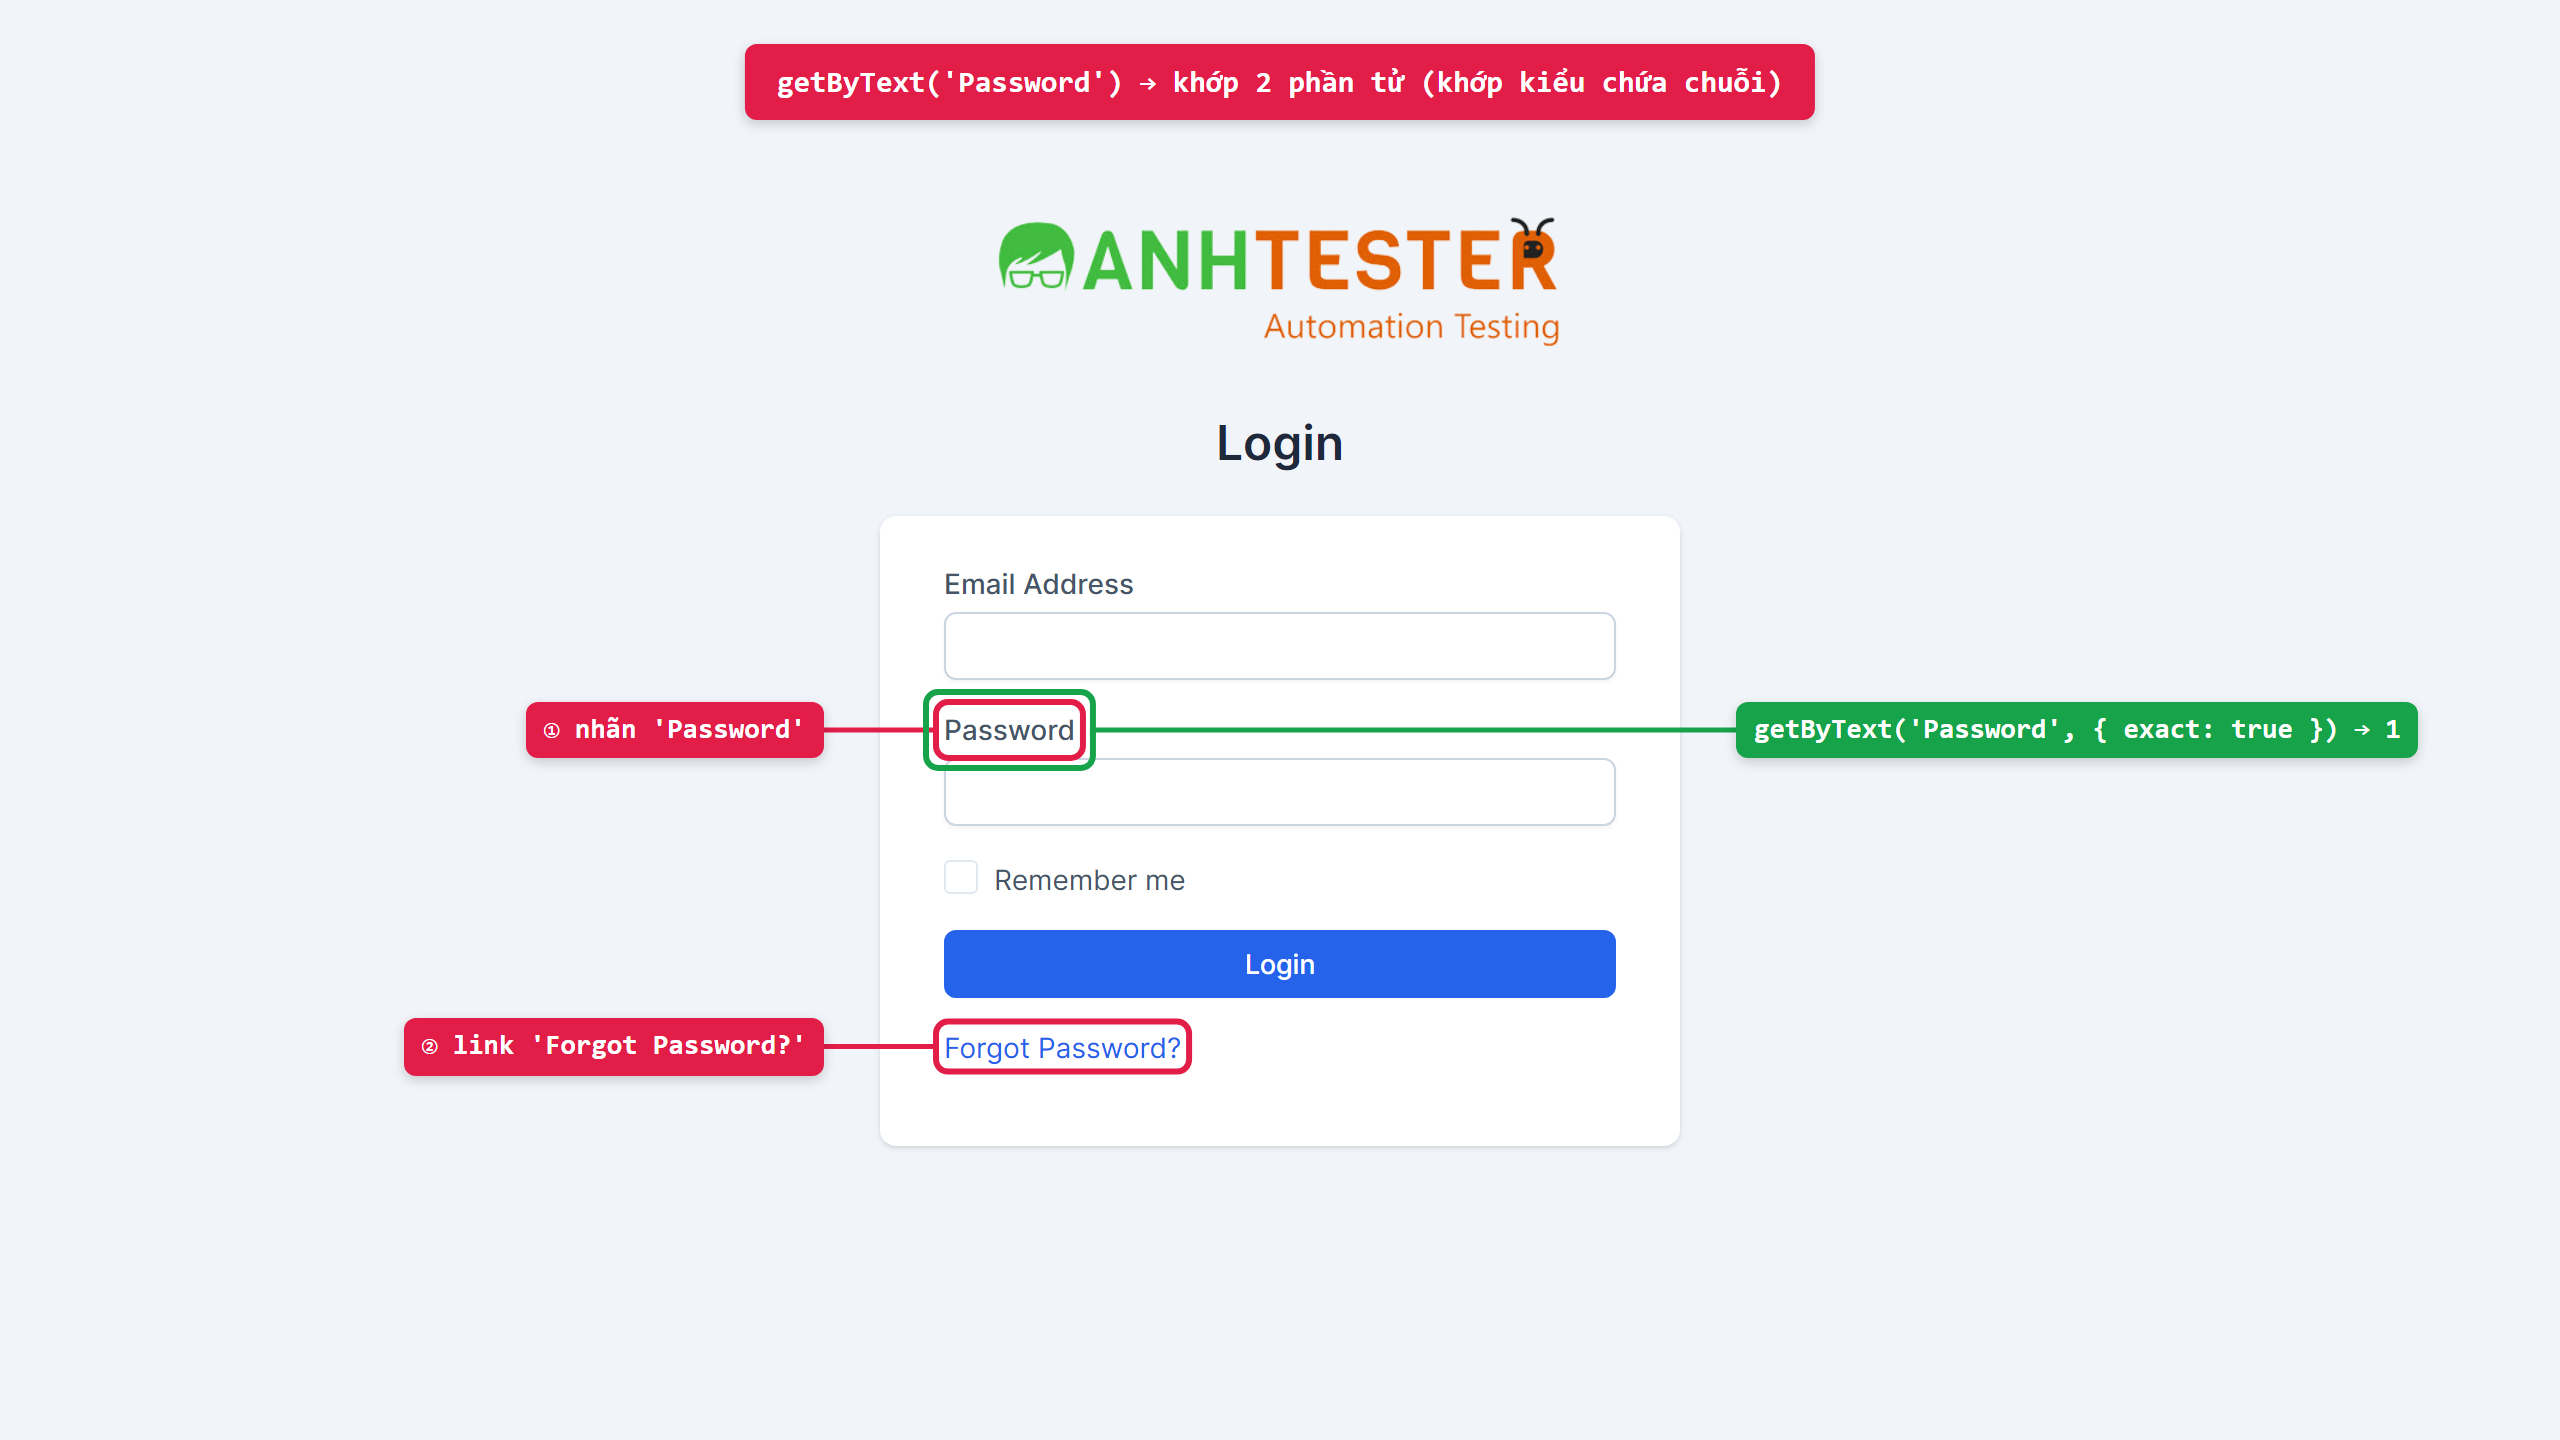 getByText('Password') → khớp 2 phần tử (khớp kiểu chứa chuỗi)
ANHTESTER
Automation Testing
Login
Email Address
① nhãn 'Password'
Password
getByText('Password', { exact: true }) → 1
Remember me
Login
② link 'Forgot Password?'
Forgot Password?